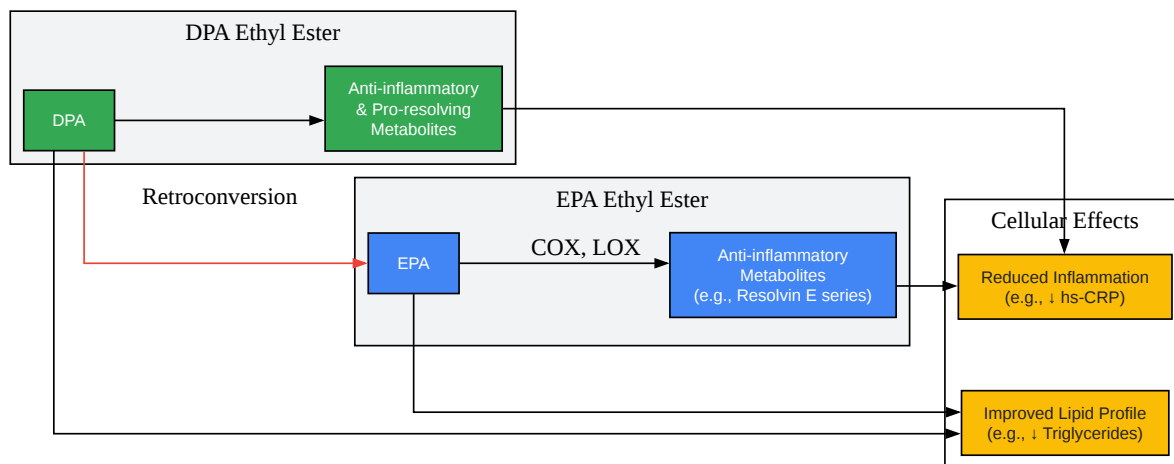 DPA Ethyl Ester
DPA
Anti-inflammatory
& Pro-resolving
Metabolites
Retroconversion
EPA Ethyl Ester
EPA
COX, LOX
Anti-inflammatory
Metabolites
(e.g., Resolvin E series)
Cellular Effects
Reduced Inflammation
(e.g., ↓ hs-CRP)
Improved Lipid Profile
(e.g., ↓ Triglycerides)